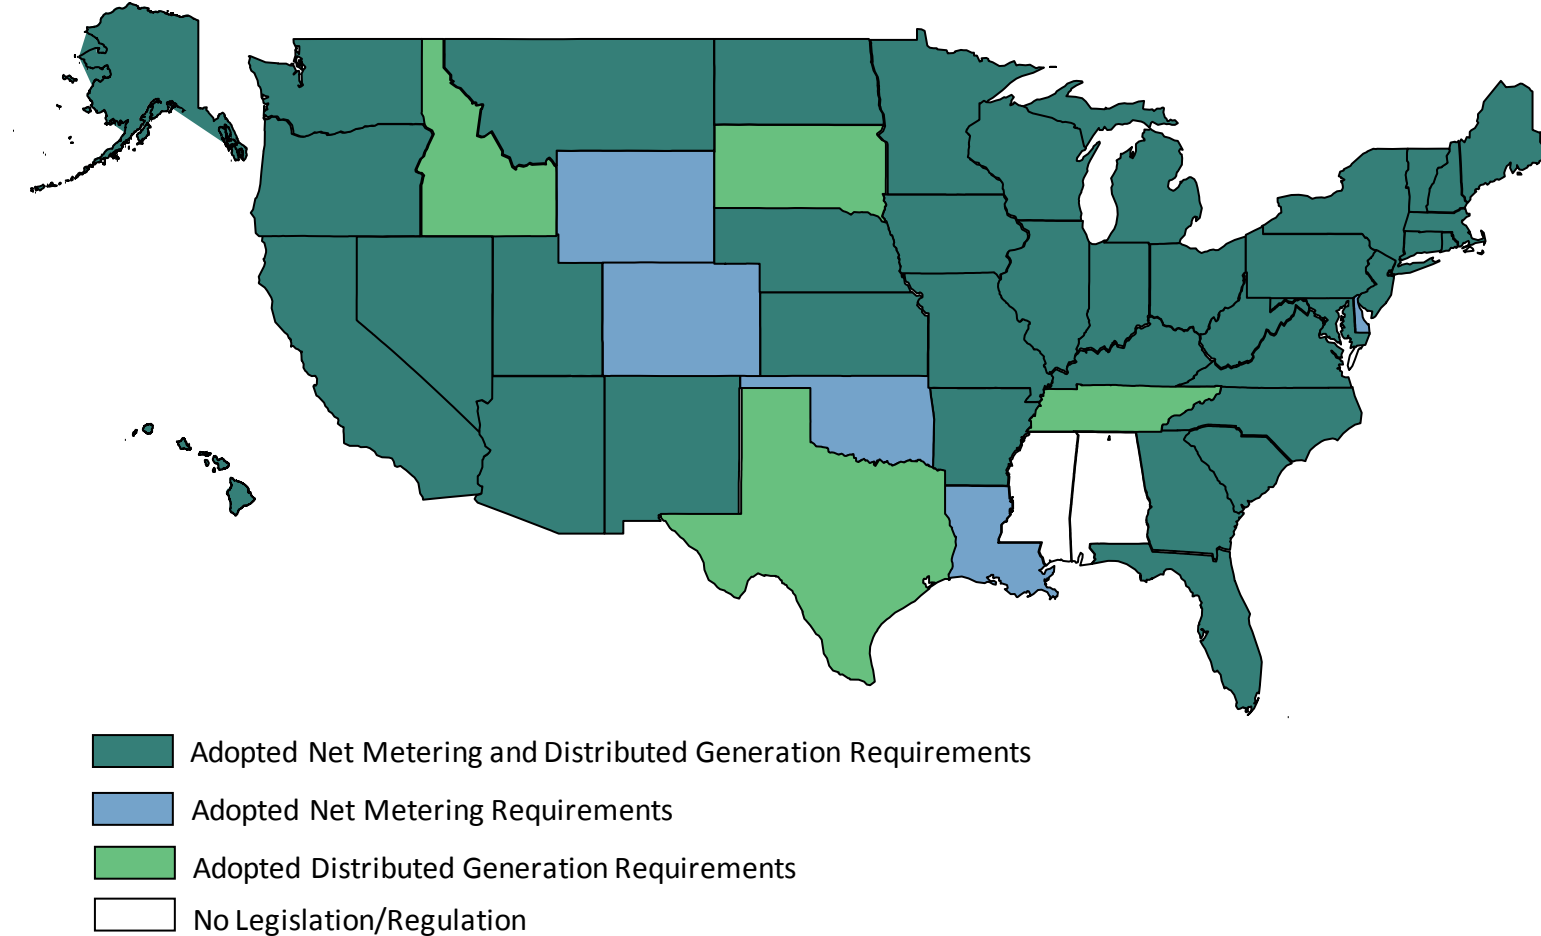 Adopted Net Metering and Distributed Generation Requirements
Adopted Net Metering Requirements
Adopted Distributed Generation Requirements
No Legislation/Regulation